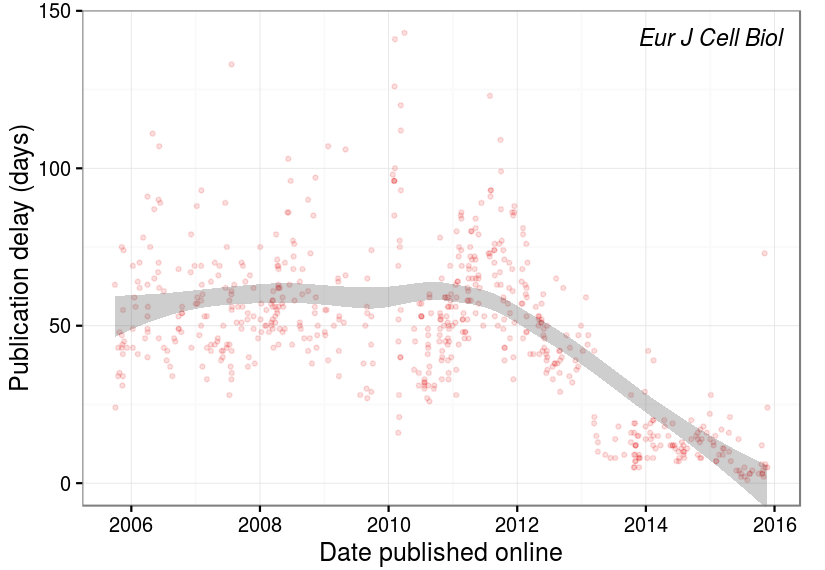 Eur J Cell Biol
Publication delay (days)
150
100
50
0
2006 2008 2010 2012 2014 2016
Date published online